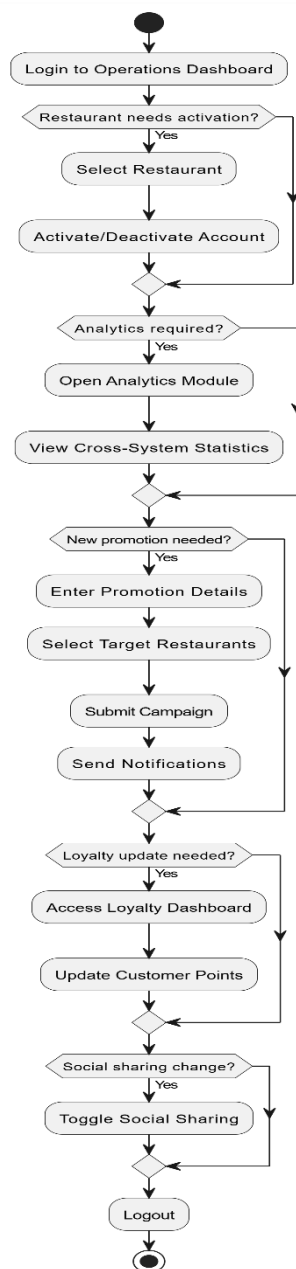 Login to Operations Dashboard
Restaurant needs activation?
Yes
Select Restaurant
Activate/Deactivate Account
Analytics required?
Yes
Open Analytics Module
View Cross-System Statistics
New promotion needed?
Yes
Enter Promotion Details
Select Target Restaurants
Submit Campaign
Send Notifications
Loyalty update needed?
Yes
Access Loyalty Dashboard
Update Customer Points
Social sharing change?
Yes
Toggle Social Sharing
Logout